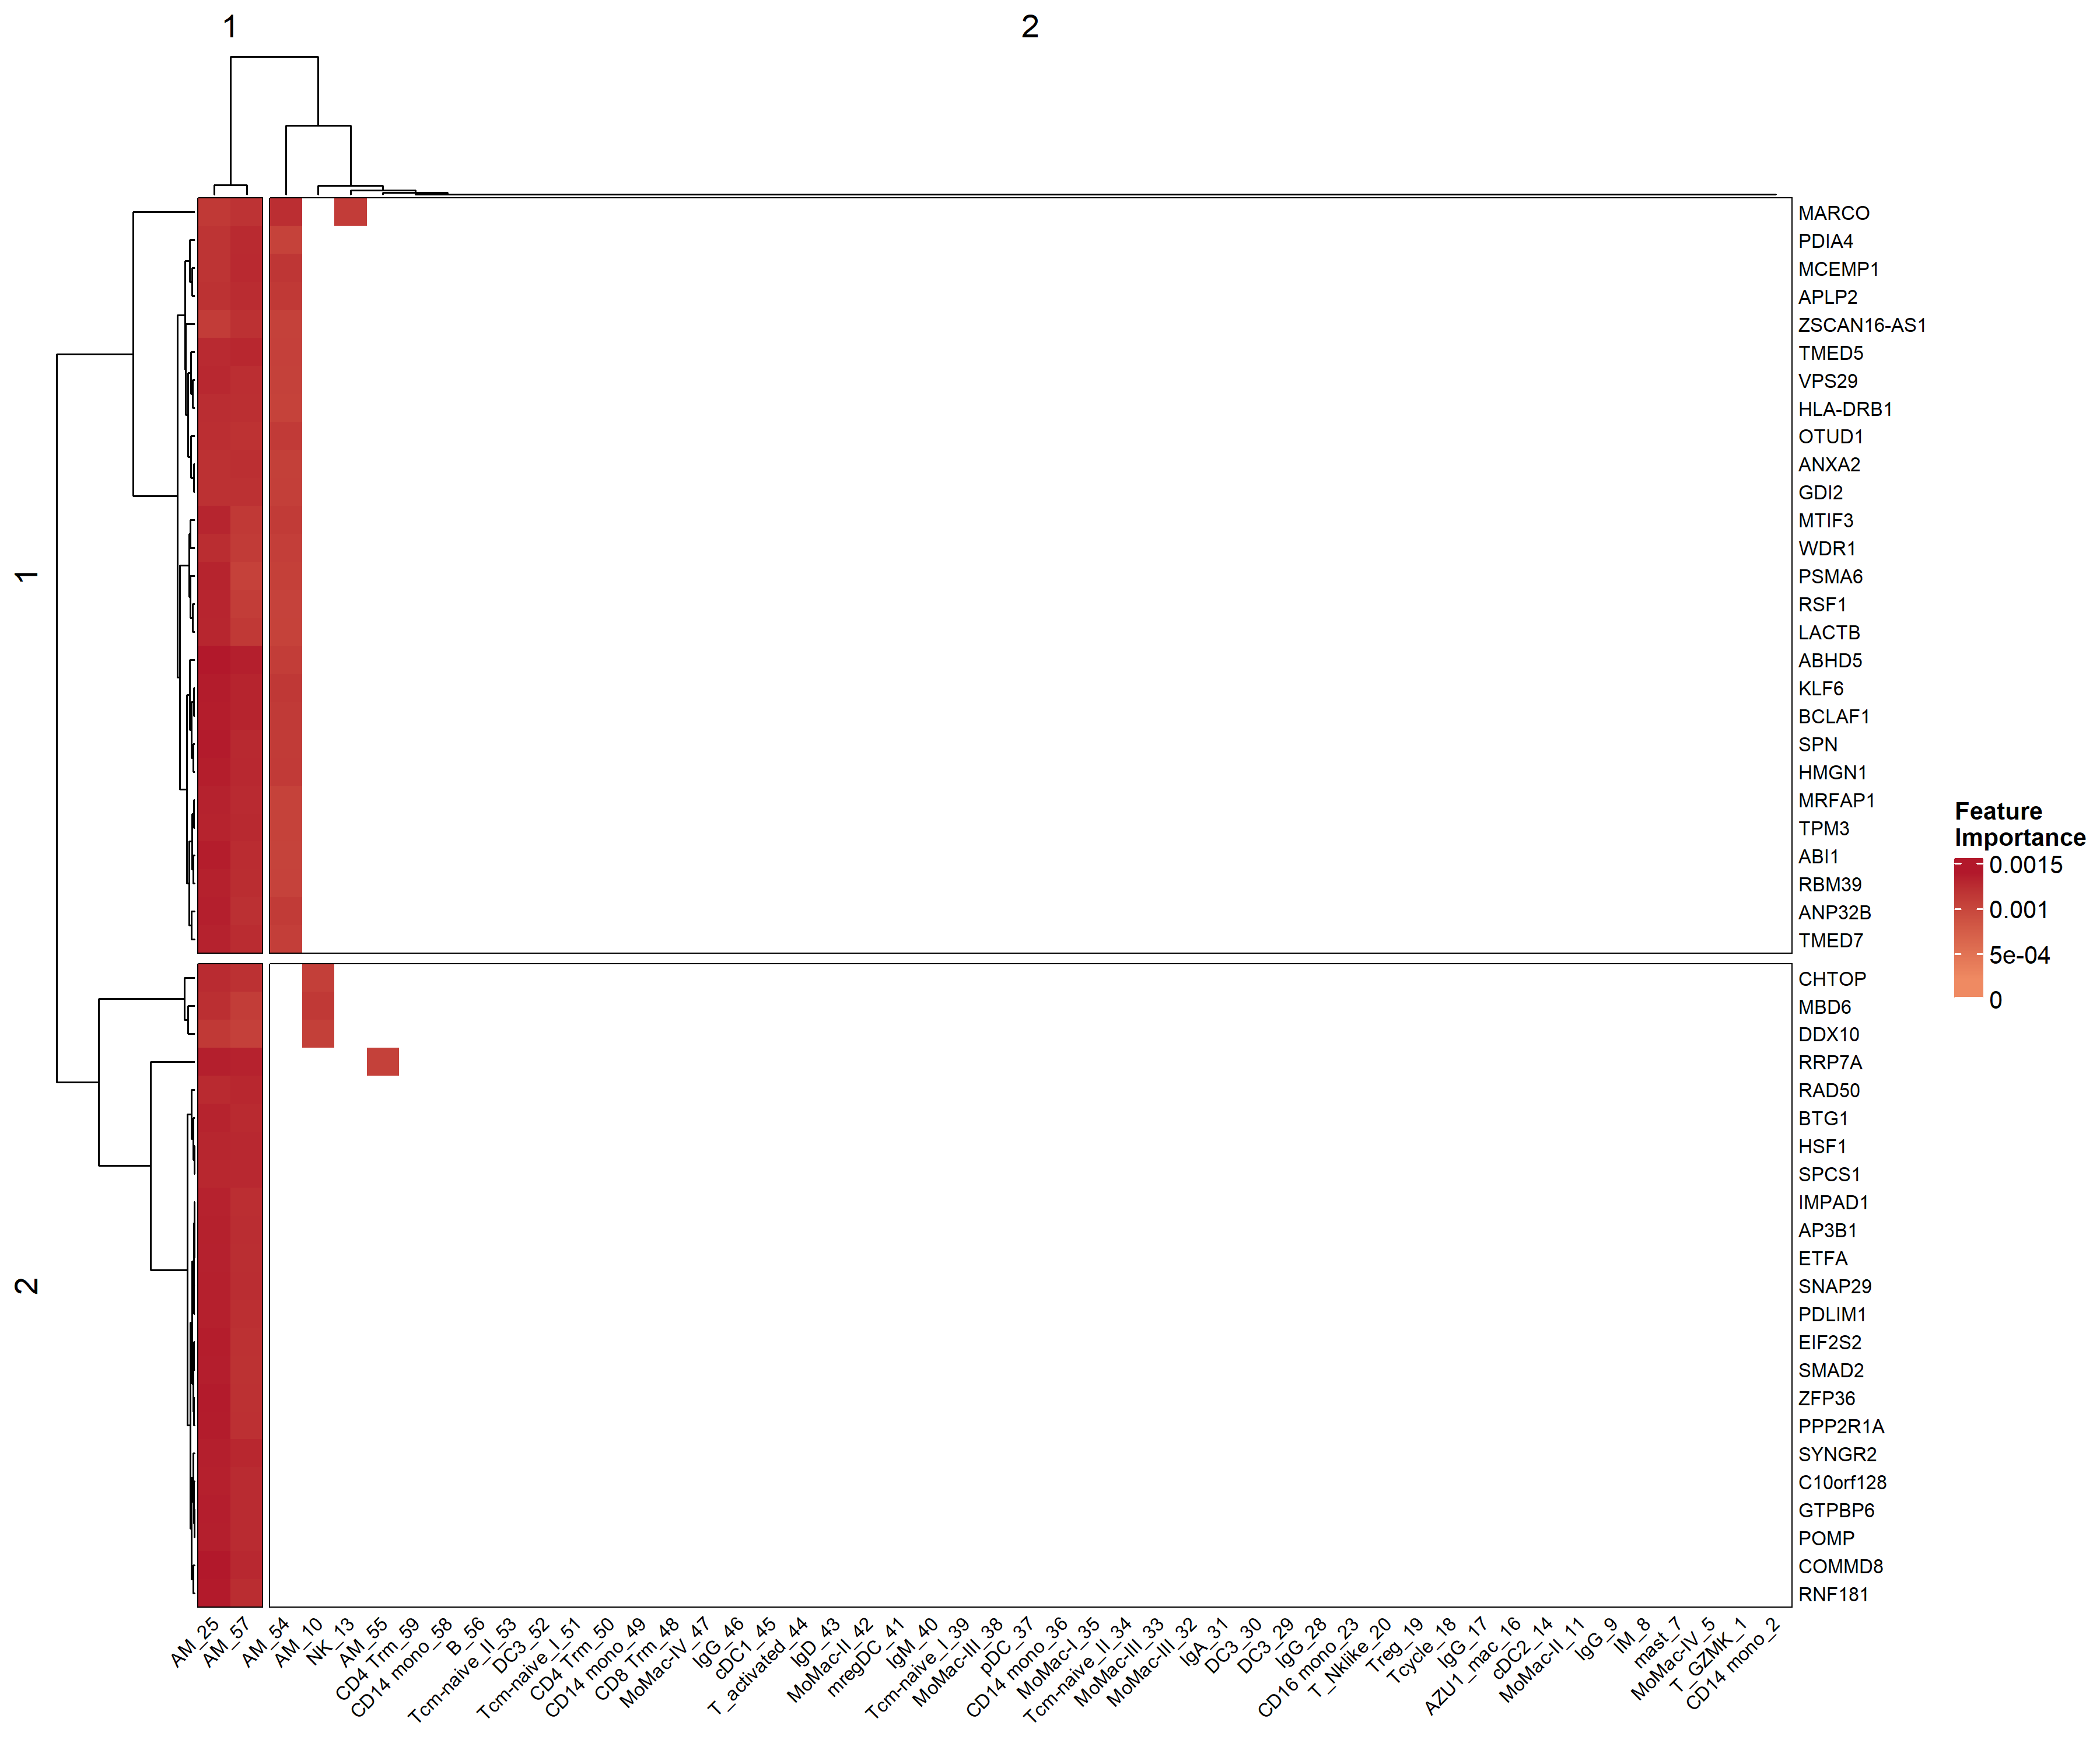 1
2
1
2
MARCO
PDIA4
MCEMP1
APLP2
ZSCAN16-AS1
TMED5
VPS29
HLA-DRB1
OTUD1
ANXA2
GDI2
MTIF3
WDR1
PSMA6
RSF1
LACTB
ABHD5
KLF6
BCLAF1
SPN
HMGN1
MRFAP1
TPM3
ABI1
RBM39
ANP32B
TMED7
CHTOP
MBD6
DDX10
RRP7A
RAD50
BTG1
HSF1
SPCS1
IMPAD1
AP3B1
ETFA
SNAP29
PDLIM1
EIF2S2
SMAD2
ZFP36
PPP2R1A
SYNGR2
C10orf128
GTPBP6
POMP
COMMD8
RNF181
Feature
Importance
0.0015
0.001
5e-04
0
AM_25
AM_57
AM_54
AM_10
NK_13
AM_55
CD4 Trm_59
CD14 mono_58
B_56
Tcm-naive_II_53
DC3_52
Tcm-naive_I_51
CD4 Trm_50
CD14 mono_49
CD8 Trm_48
MoMac-IV_47
IgG_46
cDC1_45
T_activated_44
IgD_43
MoMac-II_42
mregDC_41
IgM_40
Tcm-naive_I_39
MoMac-III_38
pDC_37
CD14 mono_36
MoMac-I_35
Tcm-naive_II_34
MoMac-III_33
MoMac-III_32
IgA_31
DC3_30
DC3_29
IgG_28
CD16 mono_23
T_Nklike_20
Treg_19
Tcycle_18
IgG_17
AZU1_mac_16
cDC2_14
MoMac-II_11
IgG_9
IM_8
mast_7
MoMac-IV_5
T_GZMK_1
CD14 mono_2